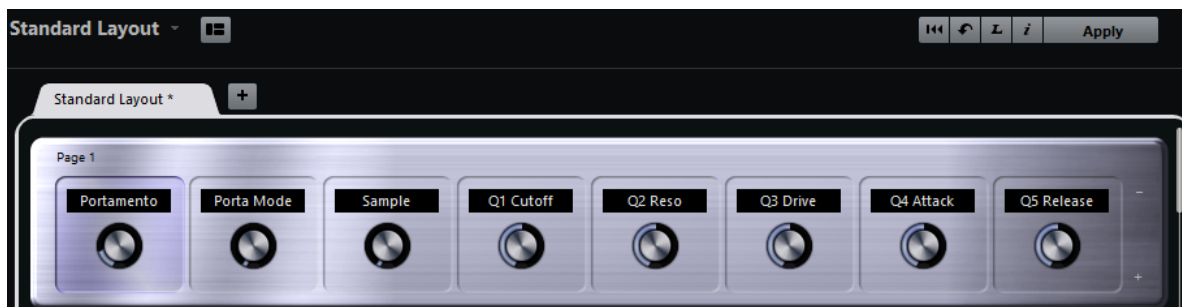 Standard Layout
L i Apply
Standard Layout * +
Page 1
Portamento Porta Mode Sample Q1 Cutoff Q2 Reso Q3 Drive Q4 Attack Q5 Release
-
+